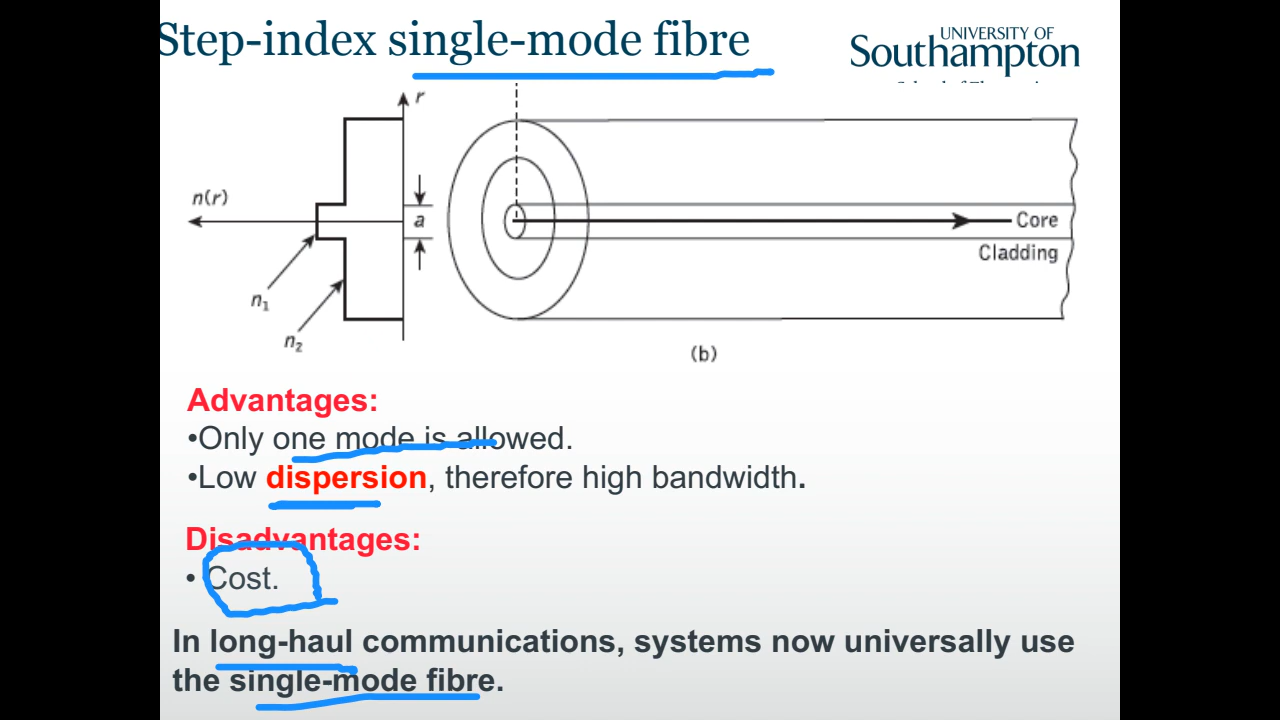 Step-index single-mode fibre
UNIVERSITY OF
Southampton
r
n(r)
a
Core
Cladding
n1
n2
(b)
Advantages:
•Only one mode is allowed.
•Low dispersion, therefore high bandwidth.
Disadvantages:
• Cost.
In long-haul communications, systems now universally use
the single-mode fibre.